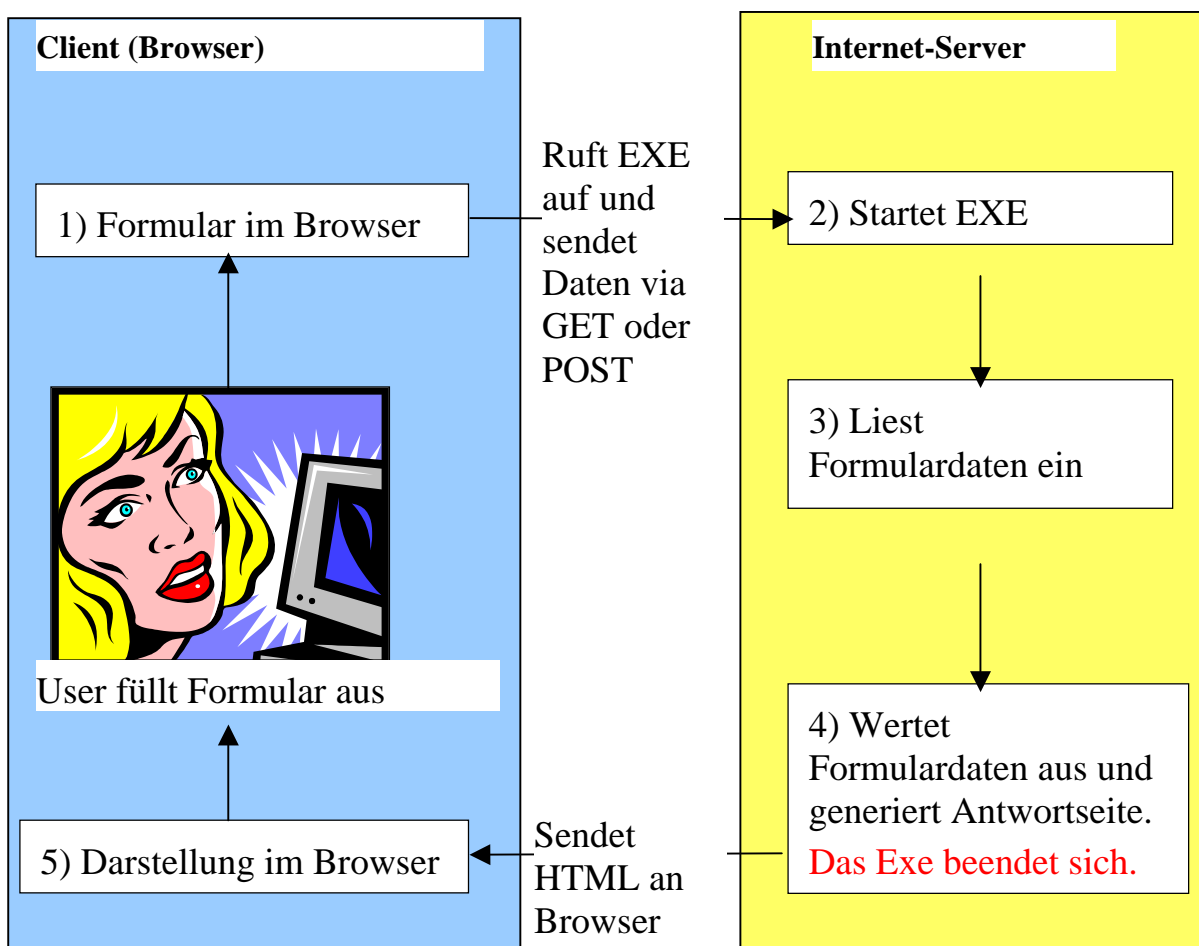 Client (Browser)
Internet-Server
1) Formular im Browser
Ruft EXE
auf und
sendet
Daten via
GET oder
POST
2) Startet EXE
3) Liest
Formulardaten ein
User füllt Formular aus
4) Wertet
Formulardaten aus und
generiert Antwortseite.
Das Exe beendet sich.
Sendet
HTML an
Browser
5) Darstellung im Browser